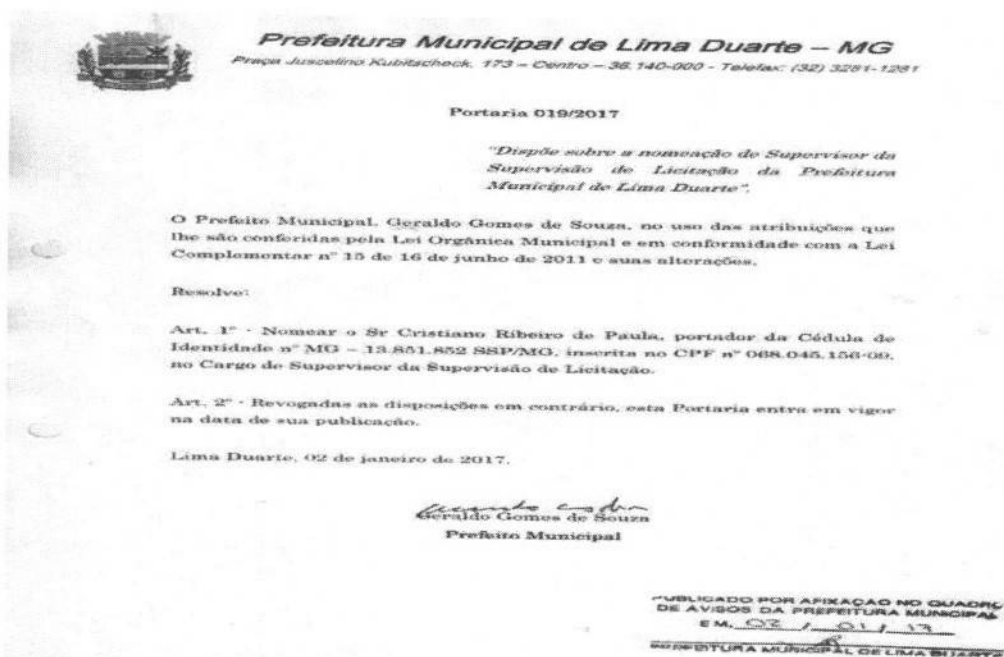 Prefeitura Municipal de Lima Duarte – MG
Praça Juscelino Kubitscheck, 173 – Centro – 36.140-000 - Telefax: (32) 3281-1281
Portaria 019/2017
"Dispõe sobre a nomeação do Supervisor da
Supervisão de Licitação da Prefeitura
Municipal de Lima Duarte".
O Prefeito Municipal, Geraldo Gomes de Souza, no uso das atribuições que
lhe são conferidas pela Lei Orgânica Municipal e em conformidade com a Lei
Complementar nº 15 de 16 de junho de 2011 e suas alterações,
Resolve:
Art. 1º - Nomear o Sr Cristiano Ribeiro de Paula, portador da Cédula de
Identidade nº MG – 13.851.852 SSP/MG, inscrita no CPF nº 068.045.156-09,
no Cargo de Supervisor da Supervisão de Licitação.
Art. 2º - Revogadas as disposições em contrário, esta Portaria entra em vigor
na data de sua publicação.
Lima Duarte, 02 de janeiro de 2017.
Geraldo Gomes de Souza
Prefeito Municipal
PUBLICADO POR AFIXAÇÃO NO QUADRO
DE AVISOS DA PREFEITURA MUNICIPAL
EM, 02 / 01 / 17
PREFEITURA MUNICIPAL DE LIMA DUARTE